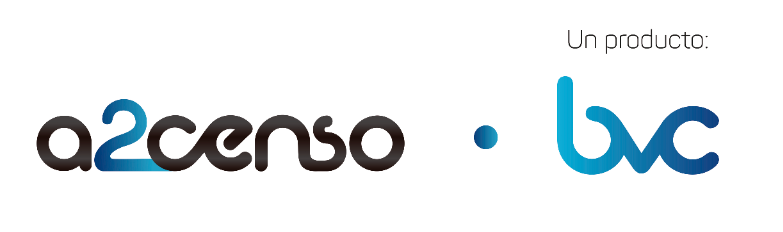 Un producto:
a2censo
bvc